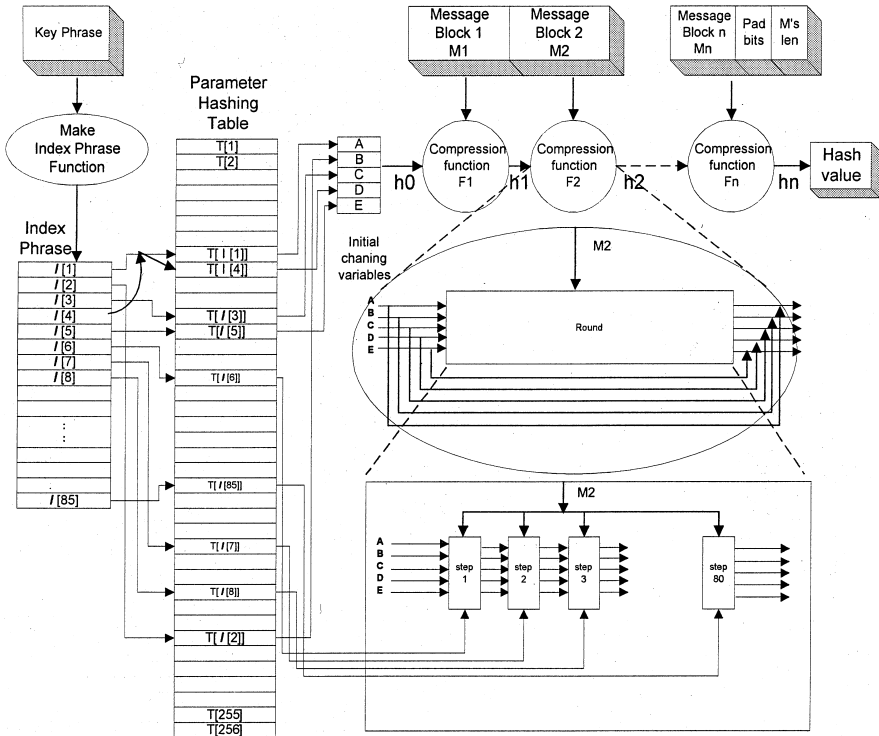 Key Phrase
Make
Index Phrase
Function
Index
Phrase
I [1]
I [2]
I [3]
I [4]
I [5]
I [6]
I [7]
I [8]
I [85]
Parameter
Hashing
Table
T[1]
T[2]
T[ I [1]]
T[ I [4]]
T[ I [3]]
T[ I [5]]
T[ I [6]]
T[ I [85]]
T[ I [7]]
T[ I [8]]
T[ I [2]]
T[255]
T[256]
A
B
C
D
E
Initial
chaning
variables
Message
Block 1
M1
Message
Block 2
M2
Message
Block n
Mn
Pad
bits
M's
len
h0
Compression
function
F1
h1
Compression
function
F2
h2
Compression
function
Fn
hn
Hash
value
M2
A
B
C
D
E
Round
M2
A
B
C
D
E
step
1
step
2
step
3
step
80